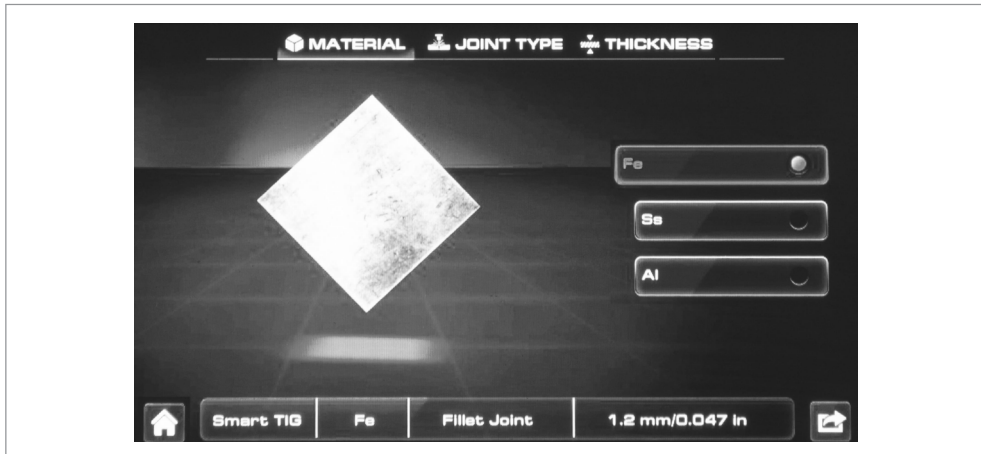 MATERIAL JOINT TYPE THICKNESS
Fe
Ss
Al
Smart TIG Fe Fillet Joint 1.2 mm/0.047 in